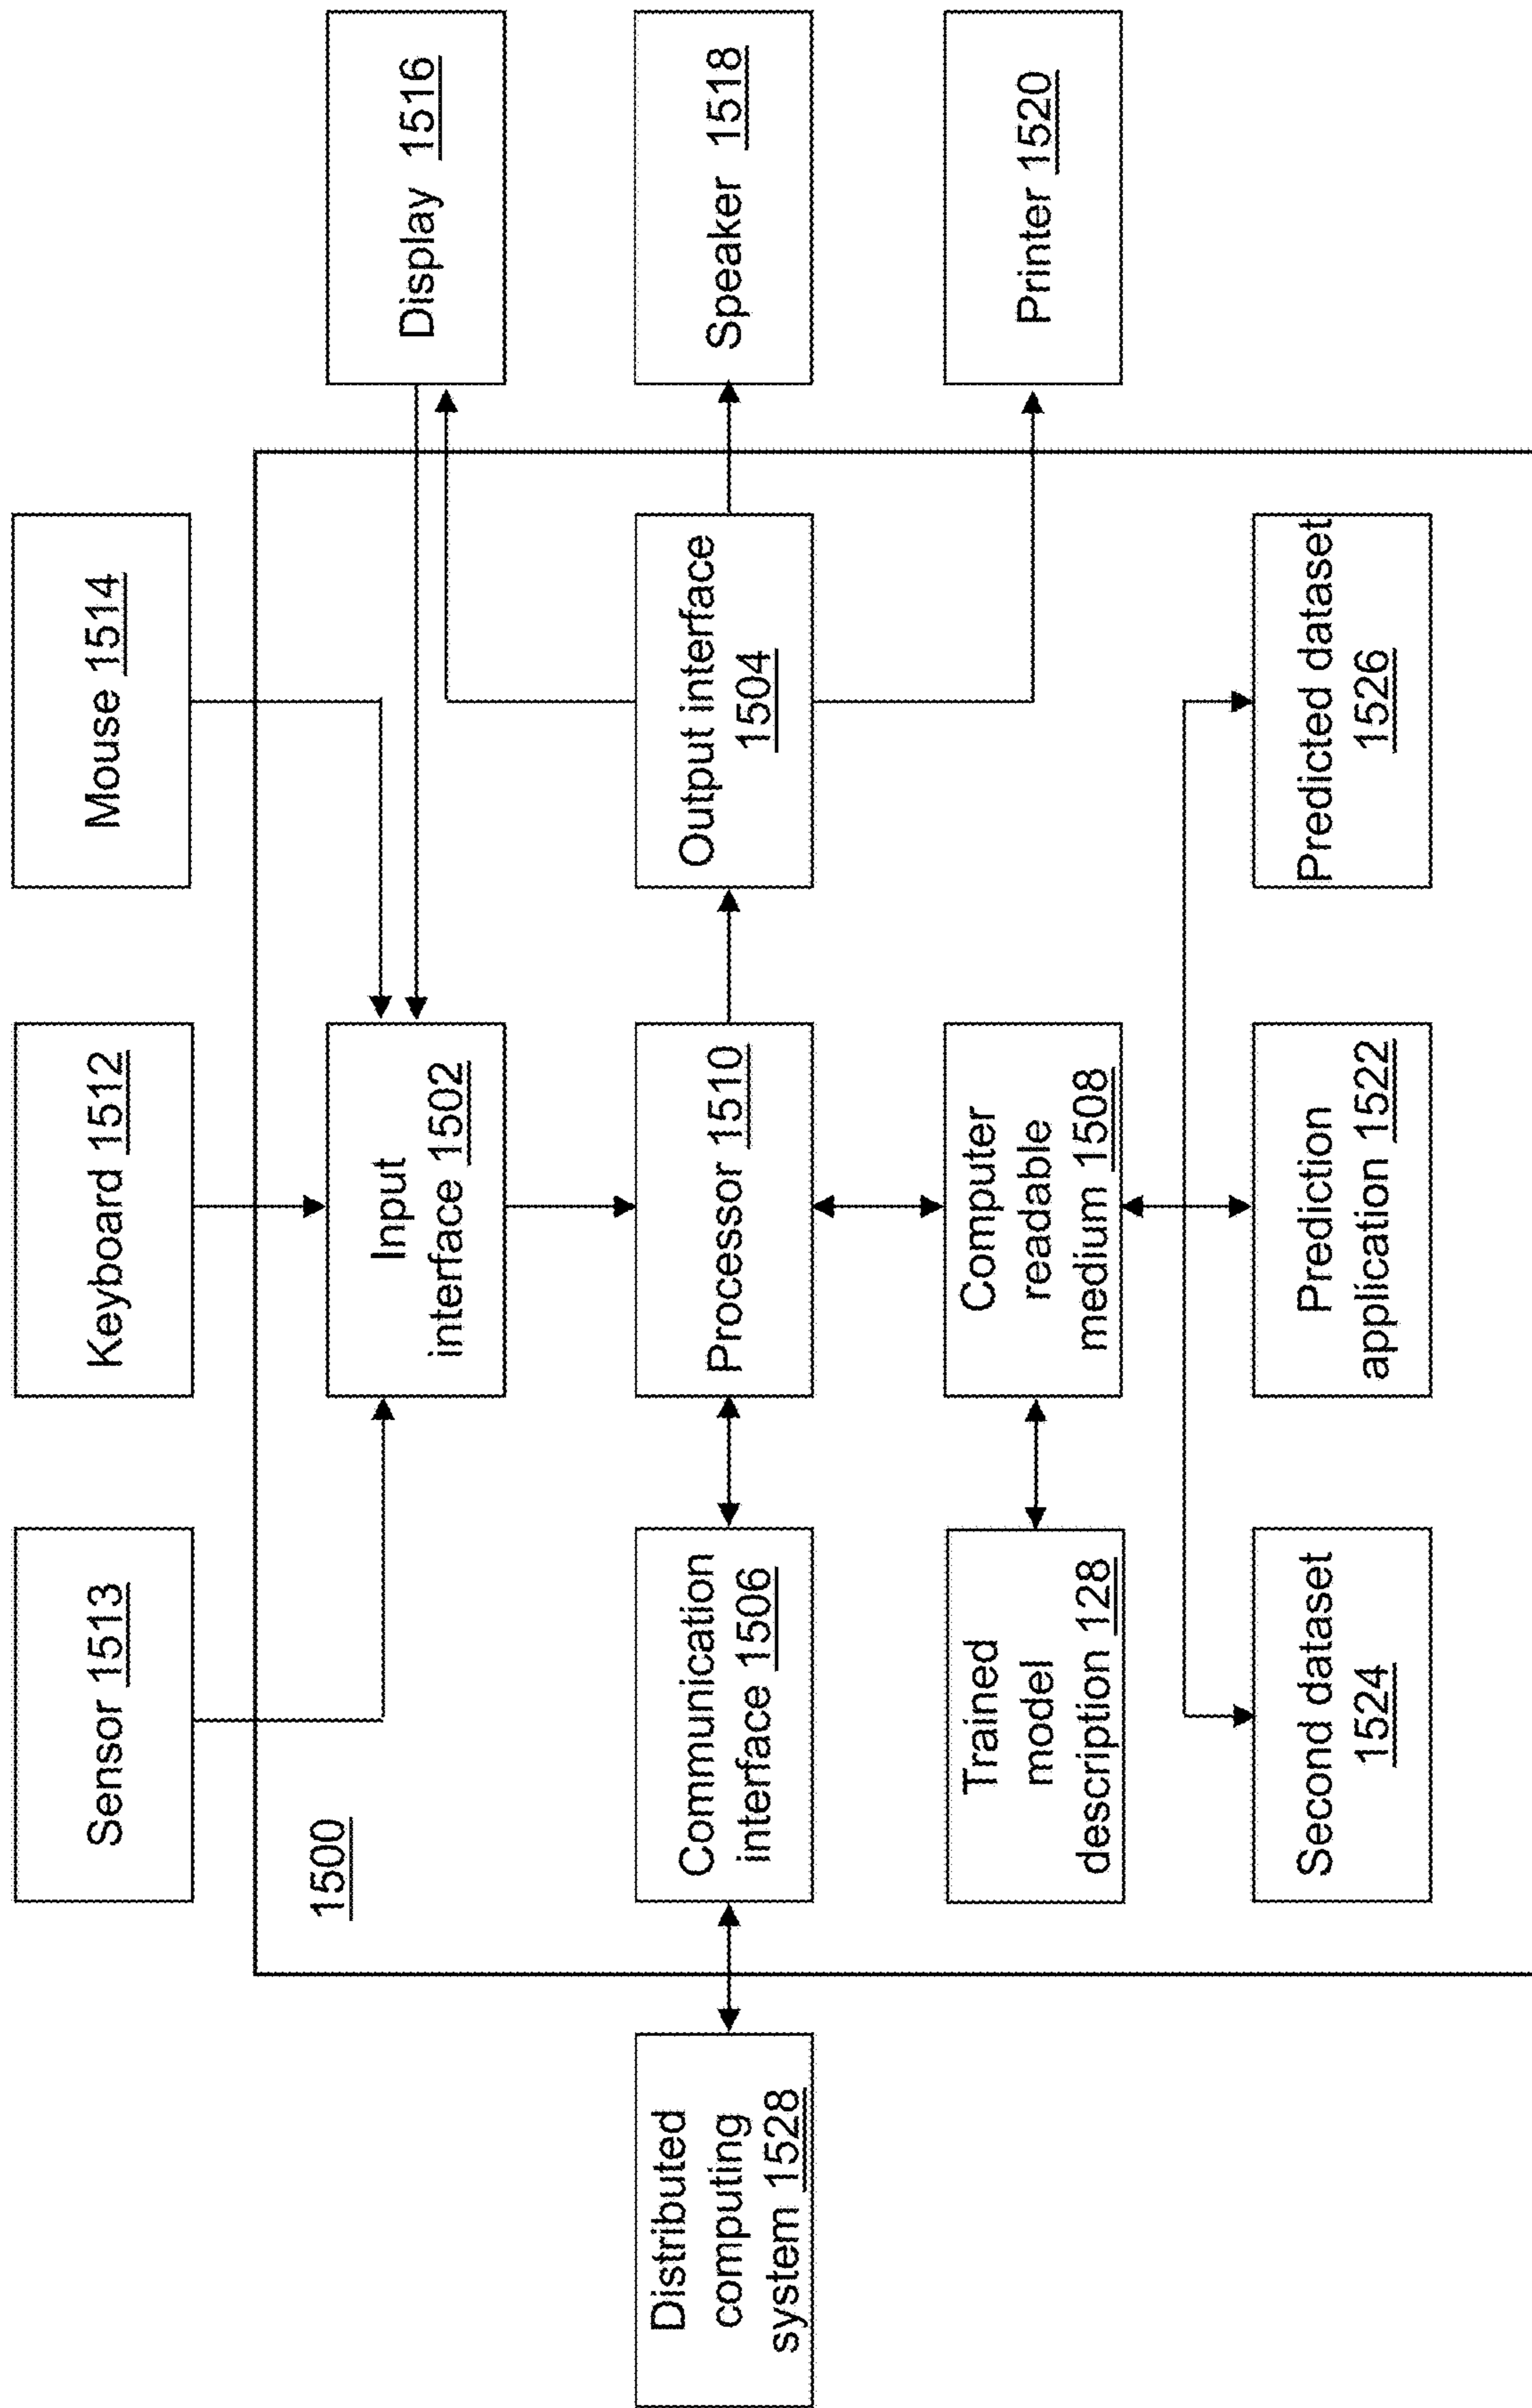 Sensor 1513
Keyboard 1512
Mouse 1514
1500
Input
interface 1502
Display 1516
Distributed
computing
system 1528
Communication
interface 1506
Processor 1510
Output interface
1504
Speaker 1518
Trained
model
description 128
Computer
readable
medium 1508
Printer 1520
Second dataset
1524
Prediction
application 1522
Predicted dataset
1526